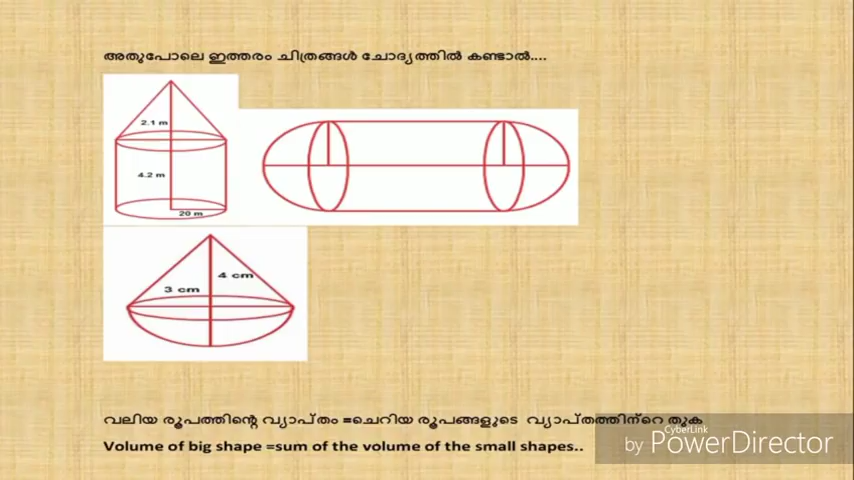 അതുപോലെ ഇത്തരം ചിത്രങ്ങൾ ചോദ്യത്തിൽ കണ്ടാൽ....
2.1 m
4.2 m
20 m
4 cm
3 cm
വലിയ രൂപത്തിന്റെ വ്യാപ്തം =ചെറിയ രൂപങ്ങളുടെ വ്യാപ്തത്തിന്റെ തുക
Volume of big shape =sum of the volume of the small shapes..
CyberLink
by PowerDirector